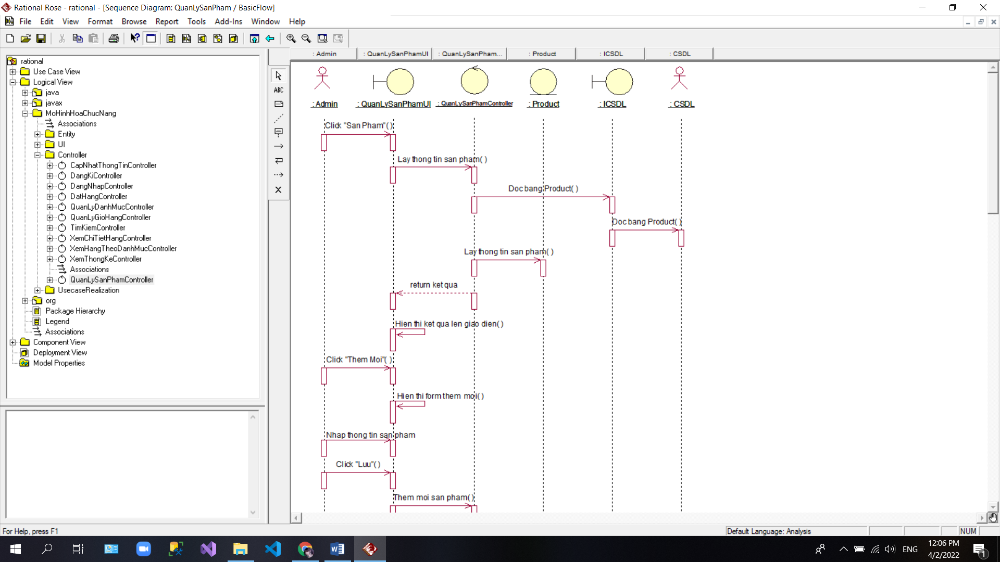 Rational Rose - rational - [Sequence Diagram: QuanLySanPham / BasicFlow]
File Edit View Format Browse Report Tools Add-Ins Window Help
rational
Use Case View
Logical View
java
javax
MoHinhHoaChucNang
Associations
Entity
UI
Controller
CapNhatThongTinController
DangKiController
DangNhapController
DatHangController
QuanLyDanhMucController
QuanLyGioHangController
TimKiemController
XemChiTietHangController
XemHangTheoDanhMucController
XemThongKeController
Associations
QuanLySanPhamController
UsecaseRealization
org
Package Hierarchy
Legend
Associations
Component View
Deployment View
Model Properties
ABC
: Admin : QuanLySanPhamUI : QuanLySanPham... : Product : ICSDL : CSDL
: Admin : QuanLySanPhamUI : QuanLySanPhamController : Product : ICSDL : CSDL
Click "San Pham"( )
Lay thong tin san pham( )
Doc bang Product( )
Doc bang Product( )
Lay thong tin san pham( )
return ket qua
Hien thi ket qua len giao dien( )
Click "Them Moi"( )
Hien thi form them moi( )
Nhap thong tin san pham
Click "Luu"( )
Them moi san pham( )
For Help, press F1
Default Language: Analysis
NUM
ENG
12:06 PM
4/2/2022
1